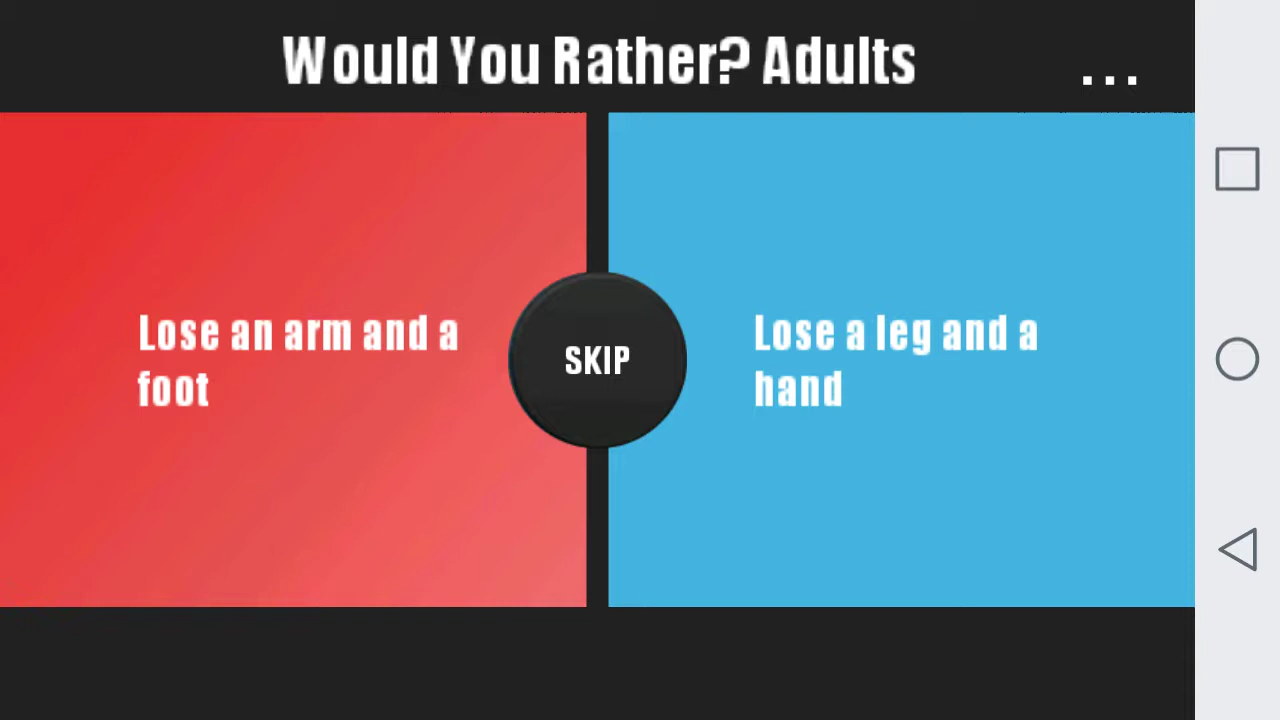 Would You Rather? Adults
...
Lose an arm and a
foot
SKIP
Lose a leg and a
hand